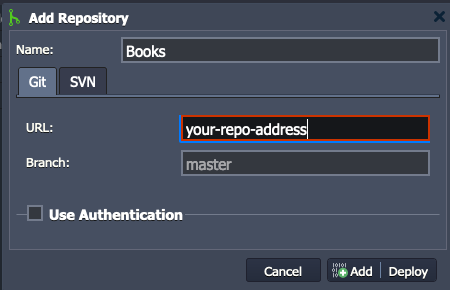 Add Repository
Name: Books
Git SVN
URL: your-repo-address
Branch: master
Use Authentication
Cancel Add Deploy